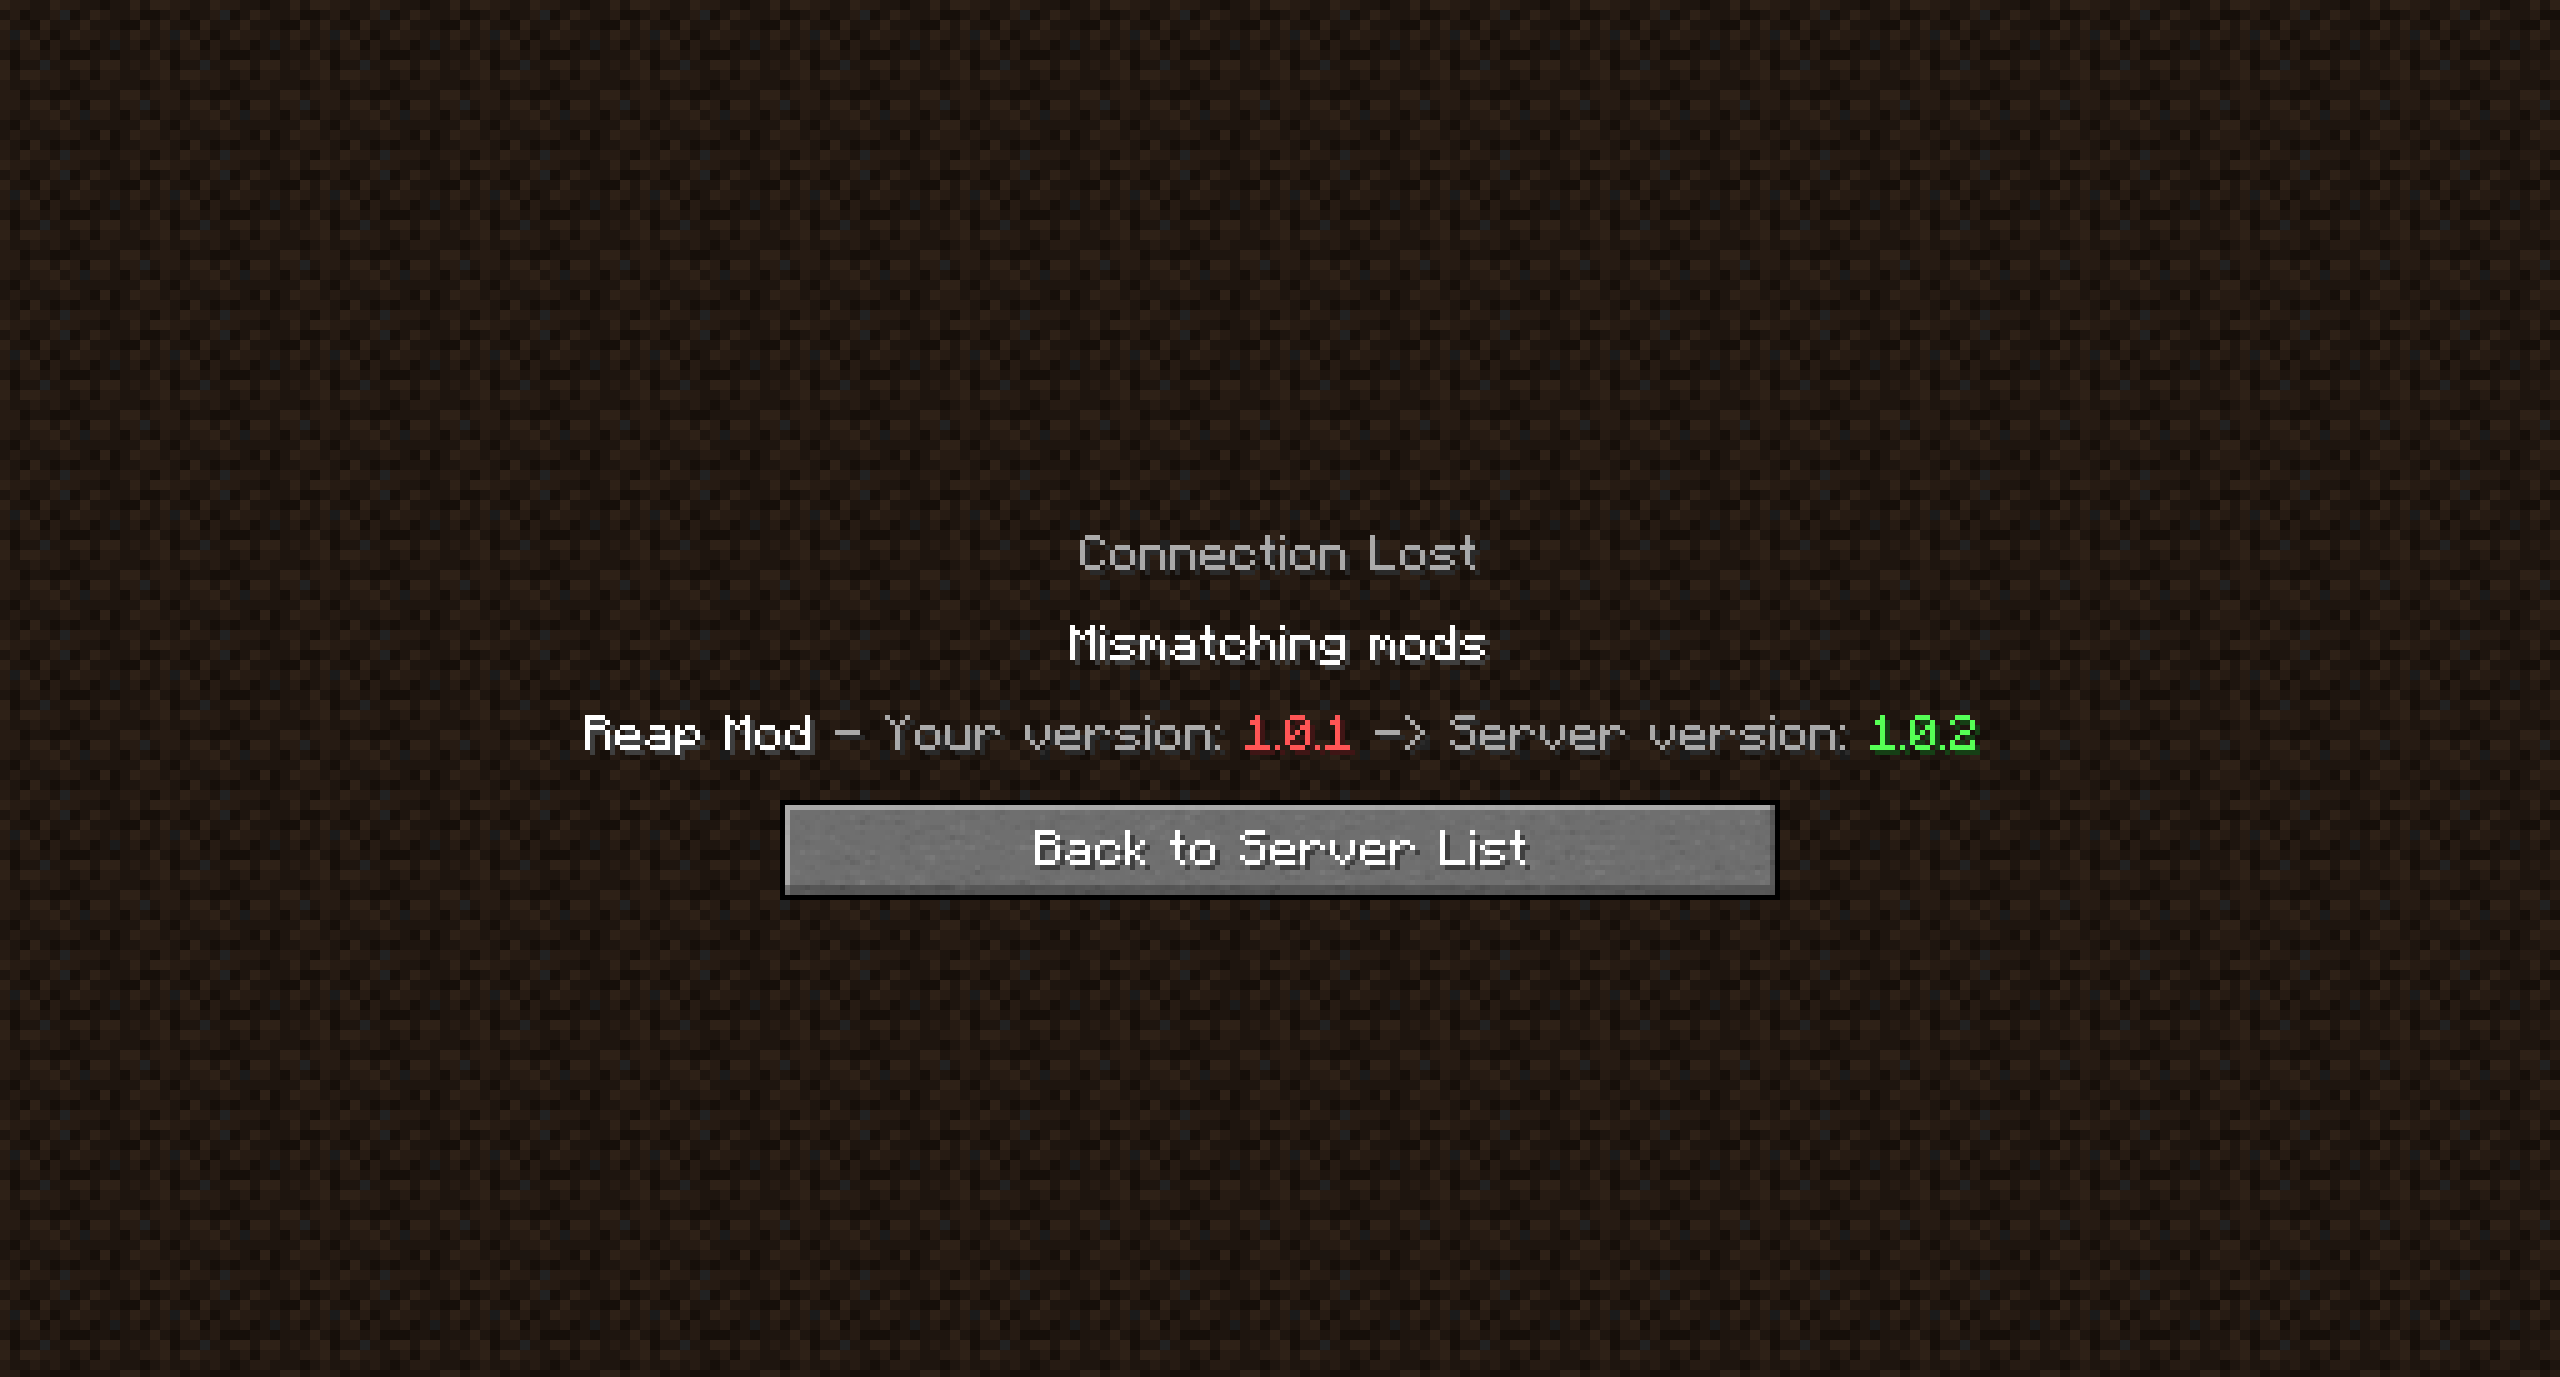 Connection Lost
Mismatching mods
Reap Mod - Your version: 1.0.1 -> Server version: 1.0.2
Back to Server List